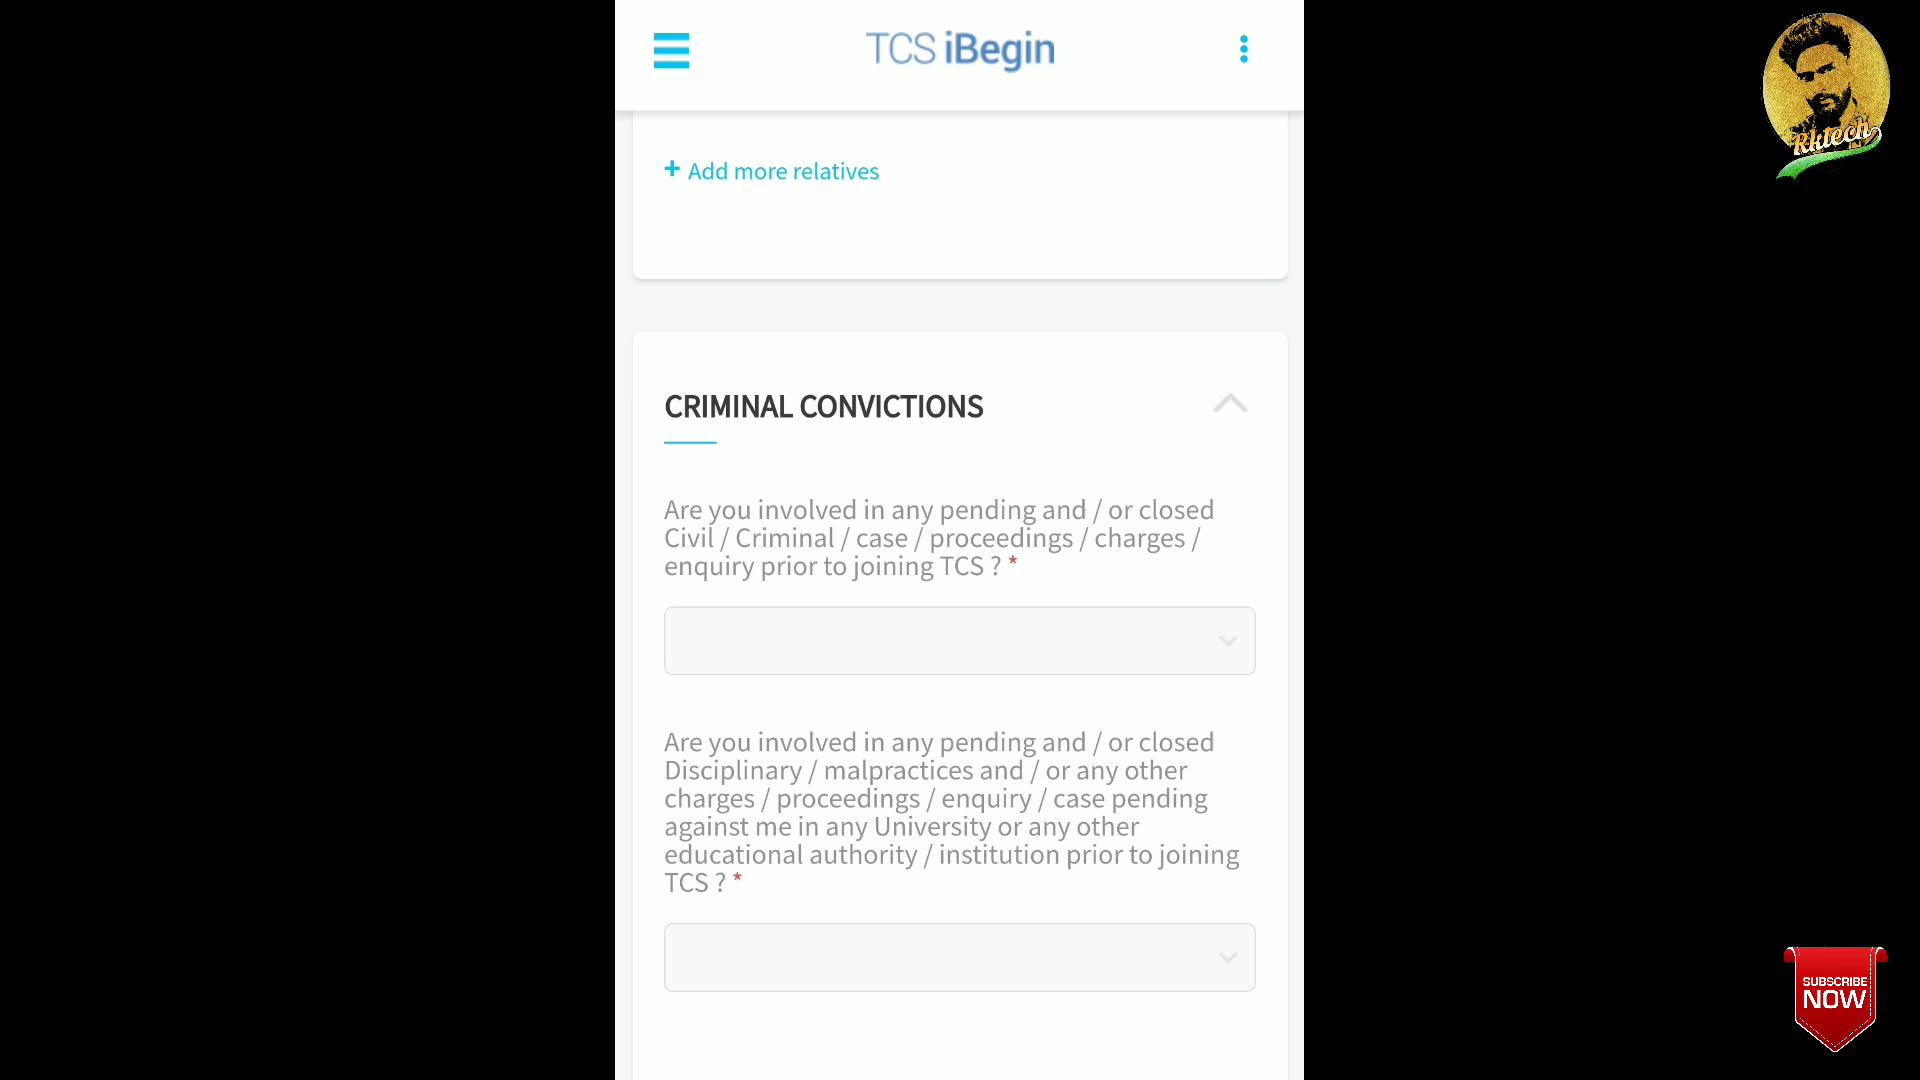 TCS iBegin
Rktech
+ Add more relatives
CRIMINAL CONVICTIONS
Are you involved in any pending and / or closed
Civil / Criminal / case / proceedings / charges /
enquiry prior to joining TCS ? *
Are you involved in any pending and / or closed
Disciplinary / malpractices and / or any other
charges / proceedings / enquiry / case pending
against me in any University or any other
educational authority / institution prior to joining
TCS ? *
SUBSCRIBE
NOW